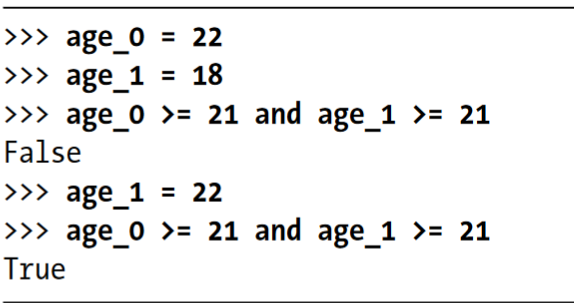 >>> age_0 = 22
>>> age_1 = 18
>>> age_0 >= 21 and age_1 >= 21
False
>>> age_1 = 22
>>> age_0 >= 21 and age_1 >= 21
True